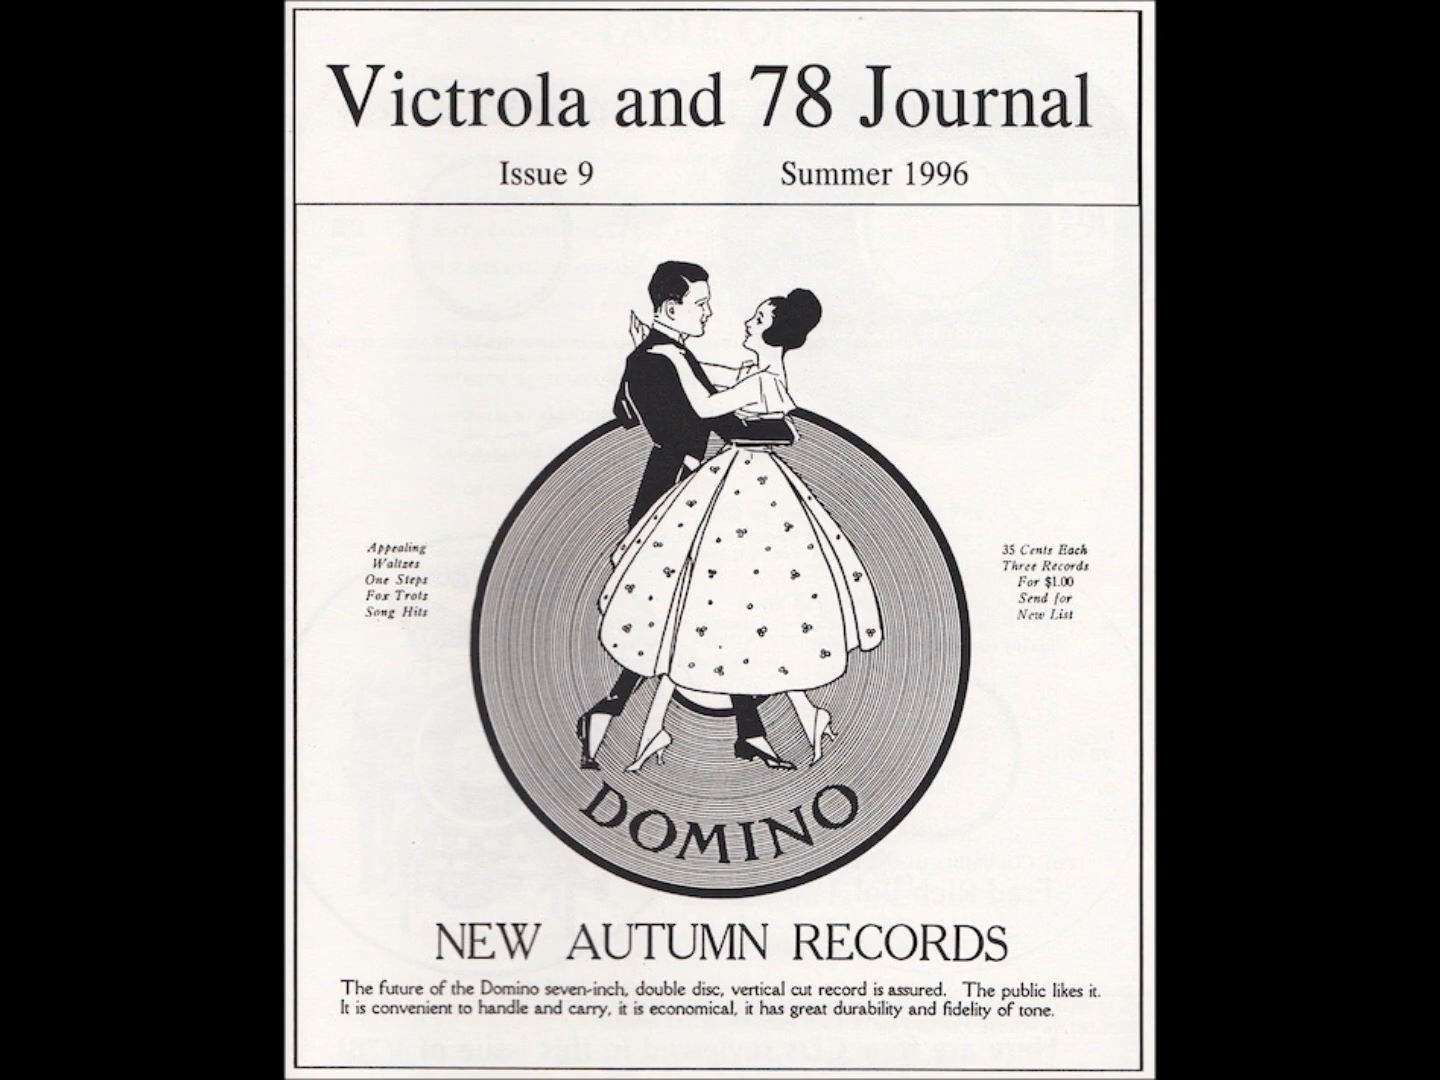 Victrola and 78 Journal
Issue 9 Summer 1996
Appealing
Waltzes
One Steps
Fox Trots
Song Hits
35 Cents Each
Three Records
For $1.00
Send for
New List
DOMINO
NEW AUTUMN RECORDS
The future of the Domino seven-inch, double disc, vertical cut record is assured. The public likes it.
It is convenient to handle and carry, it is economical, it has great durability and fidelity of tone.